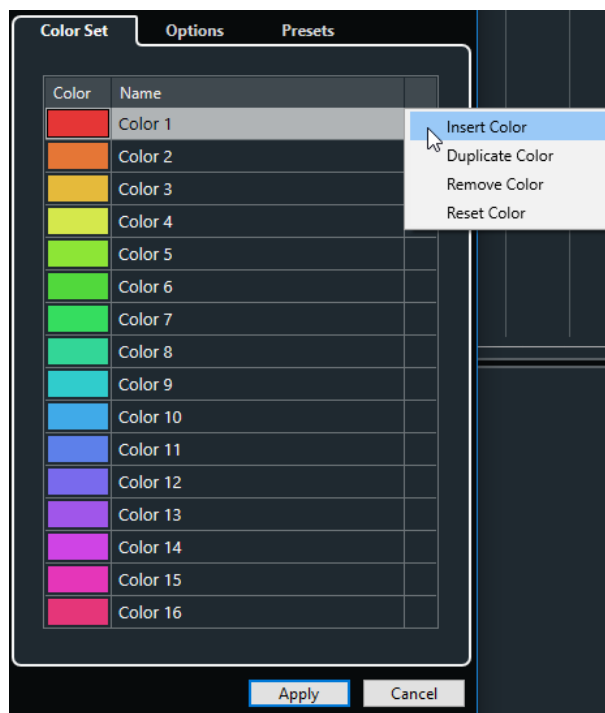 Color Set Options Presets
Color Name
Color 1
Insert Color
Color 2
Duplicate Color
Color 3
Remove Color
Color 4
Reset Color
Color 5
Color 6
Color 7
Color 8
Color 9
Color 10
Color 11
Color 12
Color 13
Color 14
Color 15
Color 16
Apply Cancel